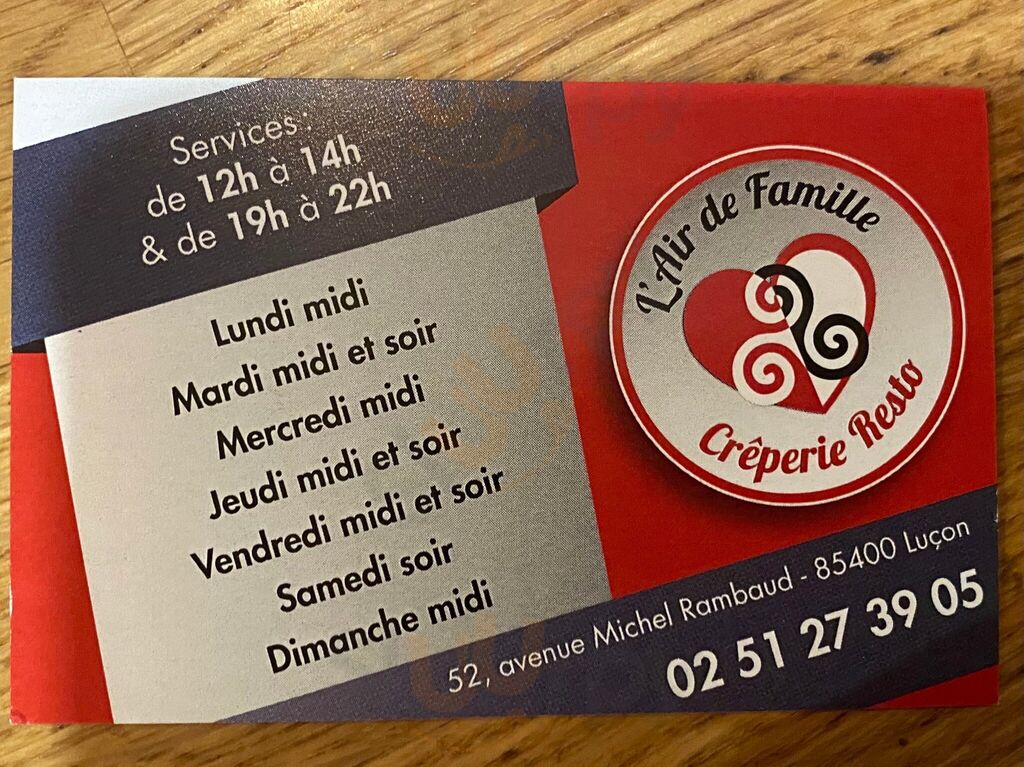 Services:
de 12h à 14h
& de 19h à 22h
Lundi midi
Mardi midi et soir
Mercredi midi
Jeudi midi et soir
Vendredi midi et soir
Samedi soir
Dimanche midi
L'Air de Famille
Crêperie Resto
52, avenue Michel Rambaud - 85400 Luçon
02 51 27 39 05